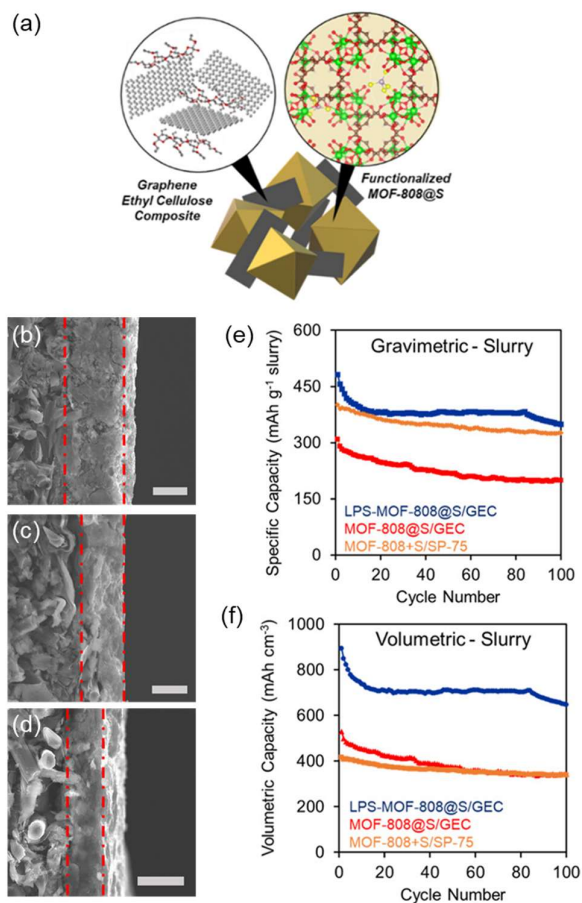 (a)
Graphene
Ethyl Cellulose
Composite
Functionalized
MOF-808@S
(b)
(c)
(d)
(e)
Gravimetric - Slurry
Specific Capacity (mAh g⁻¹ slurry)
600
450
300
150
0
LPS-MOF-808@S/GEC
MOF-808@S/GEC
MOF-808+S/SP-75
0 20 40 60 80 100
Cycle Number
(f)
Volumetric - Slurry
Volumetric Capacity (mAh cm⁻³)
1000
800
600
400
200
0
LPS-MOF-808@S/GEC
MOF-808@S/GEC
MOF-808+S/SP-75
0 20 40 60 80 100
Cycle Number